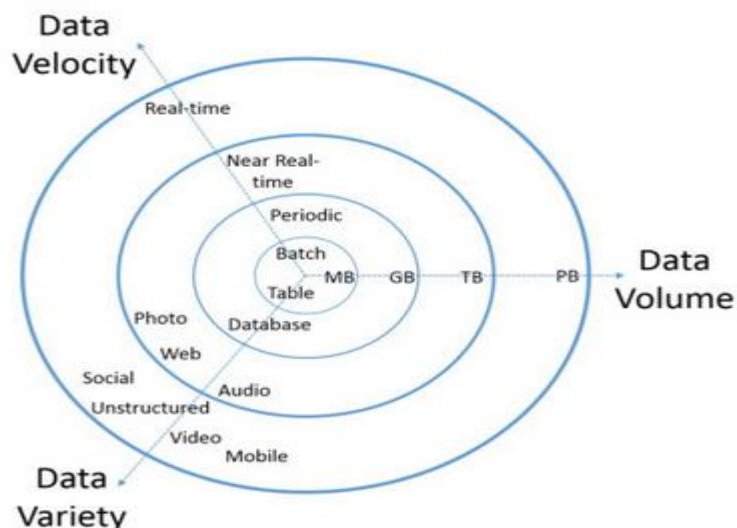 Data
Velocity
Real-time
Near Real-
time
Periodic
Batch
MB GB TB PB
Data
Volume
Table
Photo
Database
Web
Social
Audio
Unstructured
Video
Mobile
Data
Variety